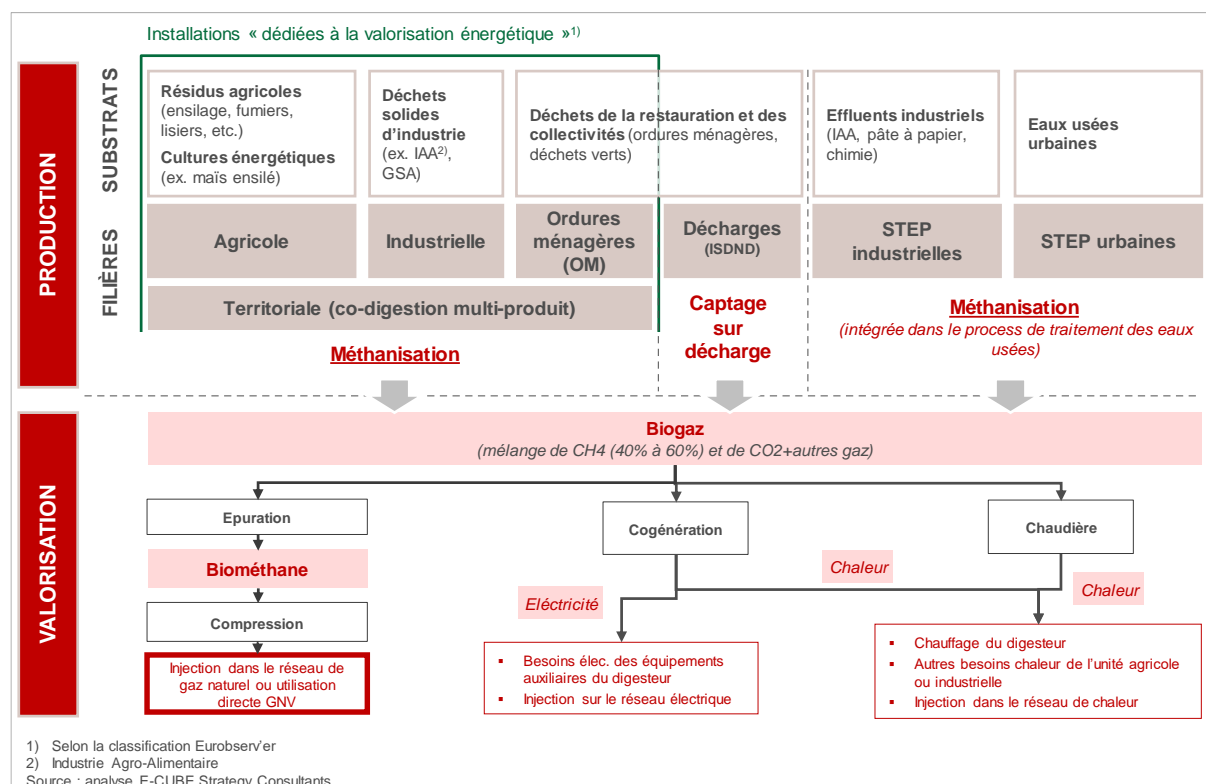 Installations « dédiées à la valorisation énergétique »1)
PRODUCTION
SUBSTRATS
Résidus agricoles
(ensilage, fumiers,
lisiers, etc.)
Cultures énergétiques
(ex. maïs ensilé)
Déchets
solides
d'industrie
(ex. IAA2),
GSA)
Déchets de la restauration et des
collectivités (ordures ménagères,
déchets verts)
Effluents industriels
(IAA, pâte à papier,
chimie)
Eaux usées
urbaines
FILIÈRES
Agricole
Industrielle
Ordures
ménagères
(OM)
Décharges
(ISDND)
STEP
industrielles
STEP urbaines
Territoriale (co-digestion multi-produit)
Méthanisation
Captage
sur
décharge
Méthanisation
(intégrée dans le process de traitement des eaux
usées)
VALORISATION
Biogaz
(mélange de CH4 (40% à 60%) et de CO2+autres gaz)
Epuration
Cogénération
Chaudière
Biométhane
Chaleur
Eléctricité
Chaleur
Compression
Injection dans le réseau de
gaz naturel ou utilisation
directe GNV
▪ Besoins élec. des équipements
auxiliaires du digesteur
▪ Injection sur le réseau électrique
▪ Chauffage du digesteur
▪ Autres besoins chaleur de l'unité agricole
ou industrielle
▪ Injection dans le réseau de chaleur
1) Selon la classification Eurobserv'er
2) Industrie Agro-Alimentaire
Source : analyse E-CUBE Strategy Consultants